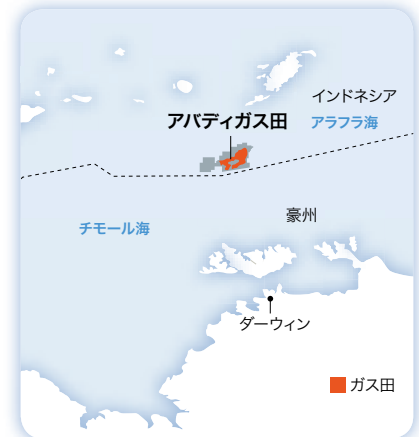 インドネシア
アバディガス田
アラフラ海
チモール海
豪州
ダーウィン
ガス田